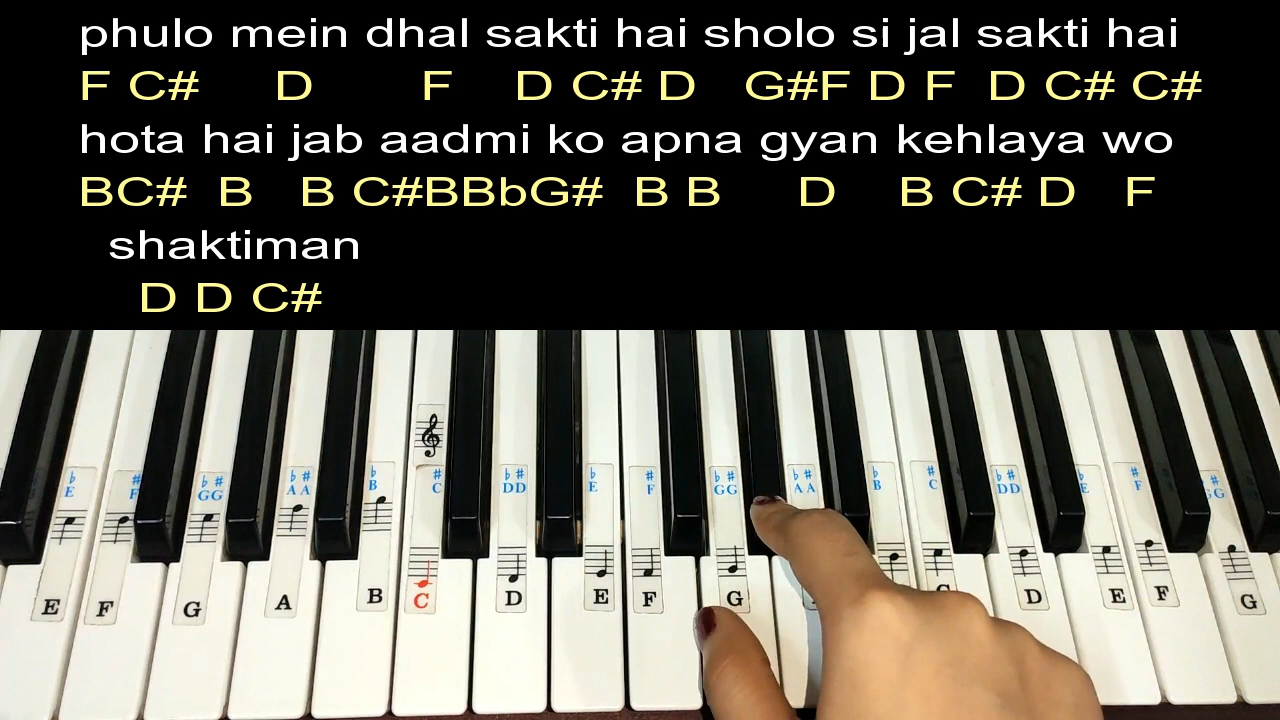 phulo mein dhal sakti hai sholo si jal sakti hai
F C# D F D C# D G#F D F D C# C#
hota hai jab aadmi ko apna gyan kehlaya wo
BC# B B C#BBbG# B B D B C# D F
shaktiman
D D C#
♭E ♯F ♭G ♯G ♭A ♯A ♭B ♯C ♭D ♯D ♭E ♯F ♭G ♯G ♭A ♯A ♭B ♯C ♭D ♯D ♭E ♯F ♯G
E F G A B C D E F G D E F G